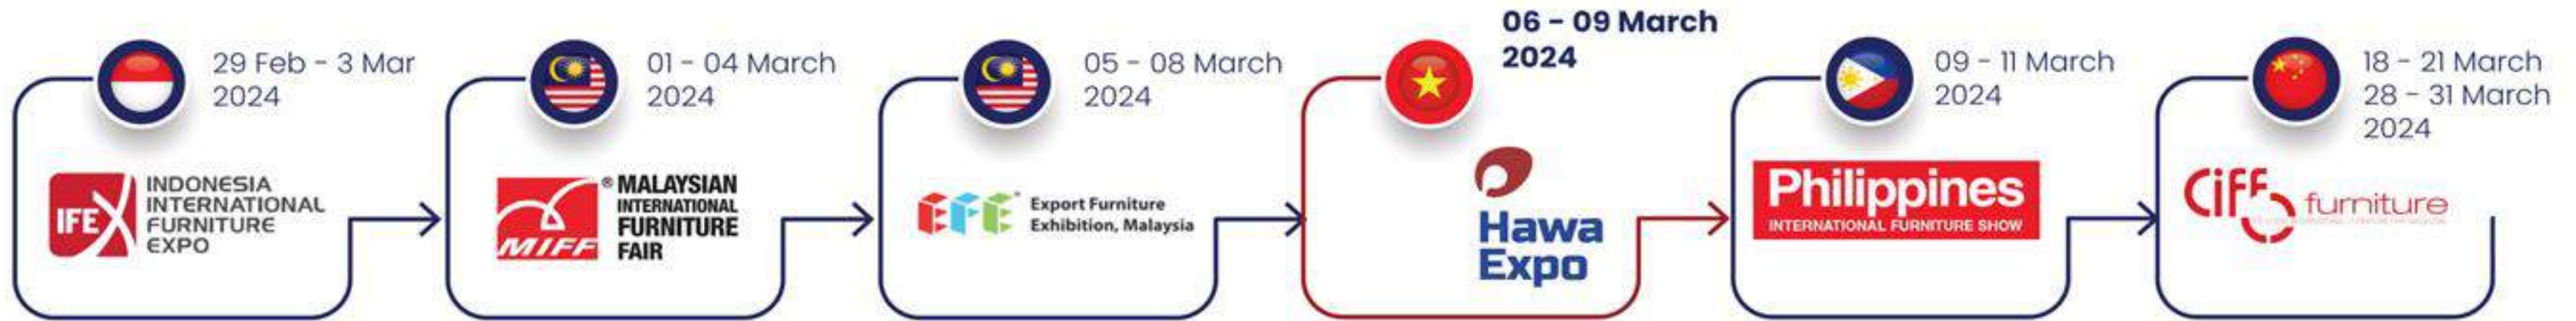 29 Feb - 3 Mar
2024
IFEX
INDONESIA
INTERNATIONAL
FURNITURE
EXPO
01 - 04 March
2024
MIFF
® MALAYSIAN
INTERNATIONAL
FURNITURE
FAIR
05 - 08 March
2024
EFE
Export Furniture
Exhibition, Malaysia
06 - 09 March
2024
Hawa
Expo
09 - 11 March
2024
Philippines
INTERNATIONAL FURNITURE SHOW
18 - 21 March
28 - 31 March
2024
Ciff
furniture